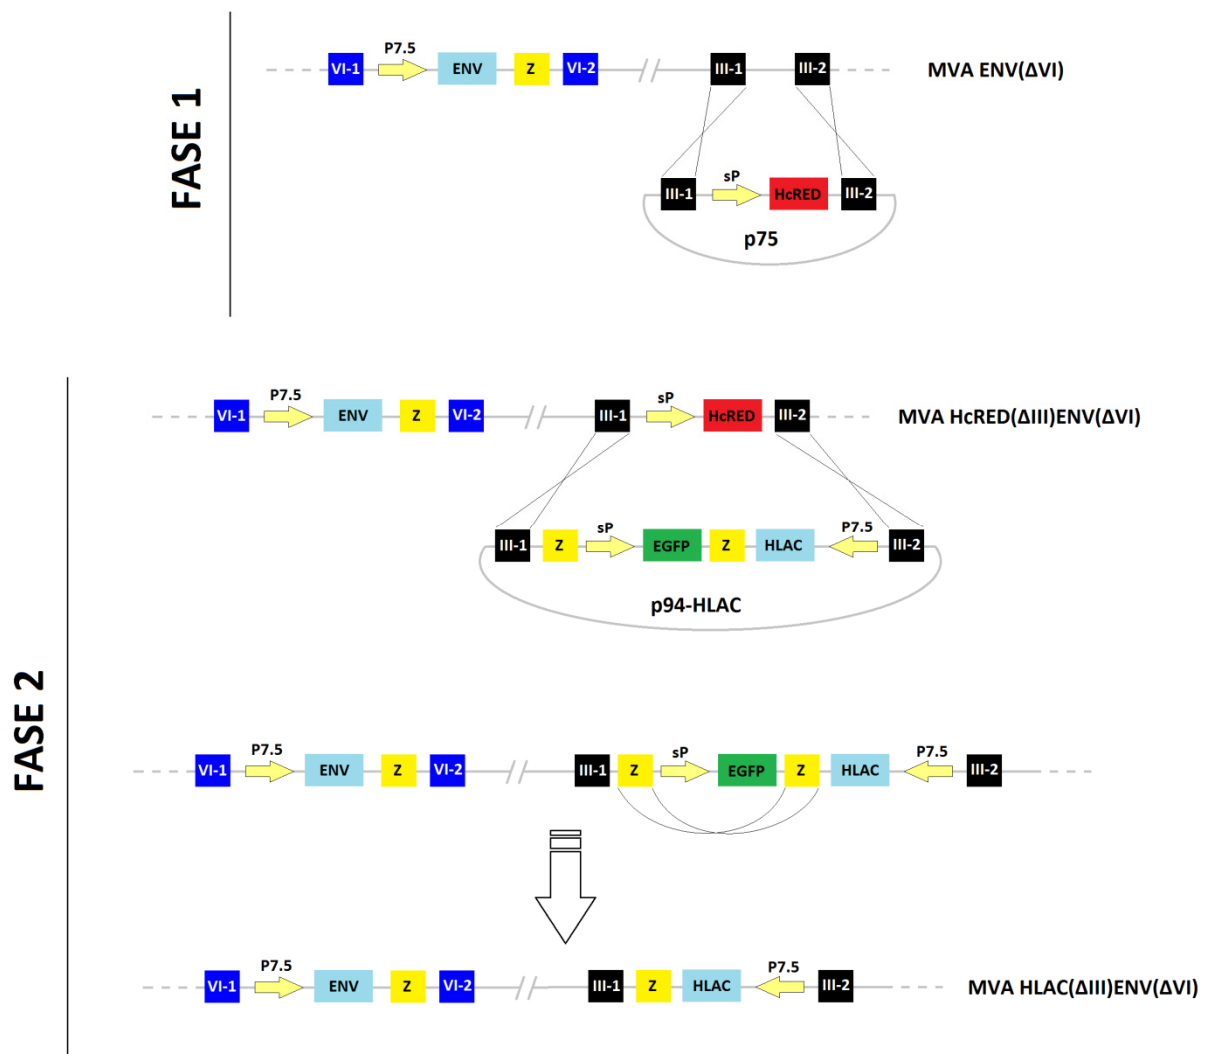 FASE 1
P7.5
VI-1 ENV Z VI-2 III-1 III-2 MVA ENV(ΔVI)
sP
III-1 HcRED III-2
p75
FASE 2
P7.5 sP
VI-1 ENV Z VI-2 III-1 HcRED III-2 MVA HcRED(ΔIII)ENV(ΔVI)
sP P7.5
III-1 Z EGFP Z HLAC III-2
p94-HLAC
P7.5 sP P7.5
VI-1 ENV Z VI-2 III-1 Z EGFP Z HLAC III-2
P7.5 P7.5
VI-1 ENV Z VI-2 III-1 Z HLAC III-2 MVA HLAC(ΔIII)ENV(ΔVI)